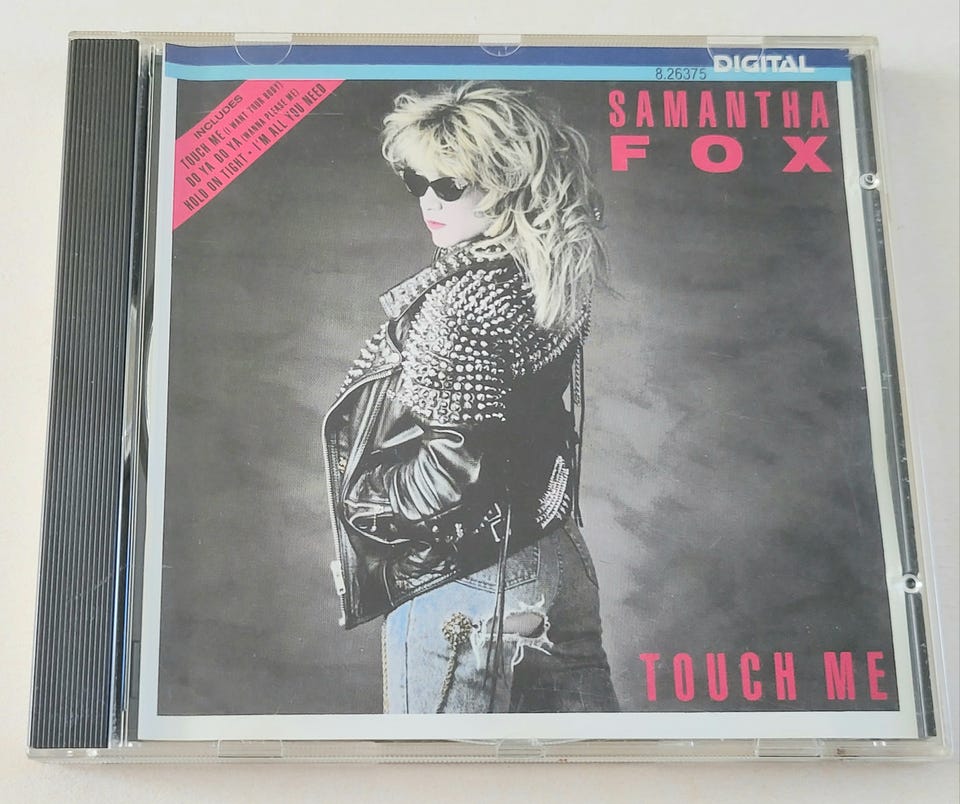 8.26375 DIGITAL
INCLUDES
TOUCH ME (I WANT YOUR BODY)
DO YA DO YA (WANNA PLEASE ME)
HOLD ON TIGHT • I'M ALL YOU NEED
SAMANTHA
FOX
TOUCH ME